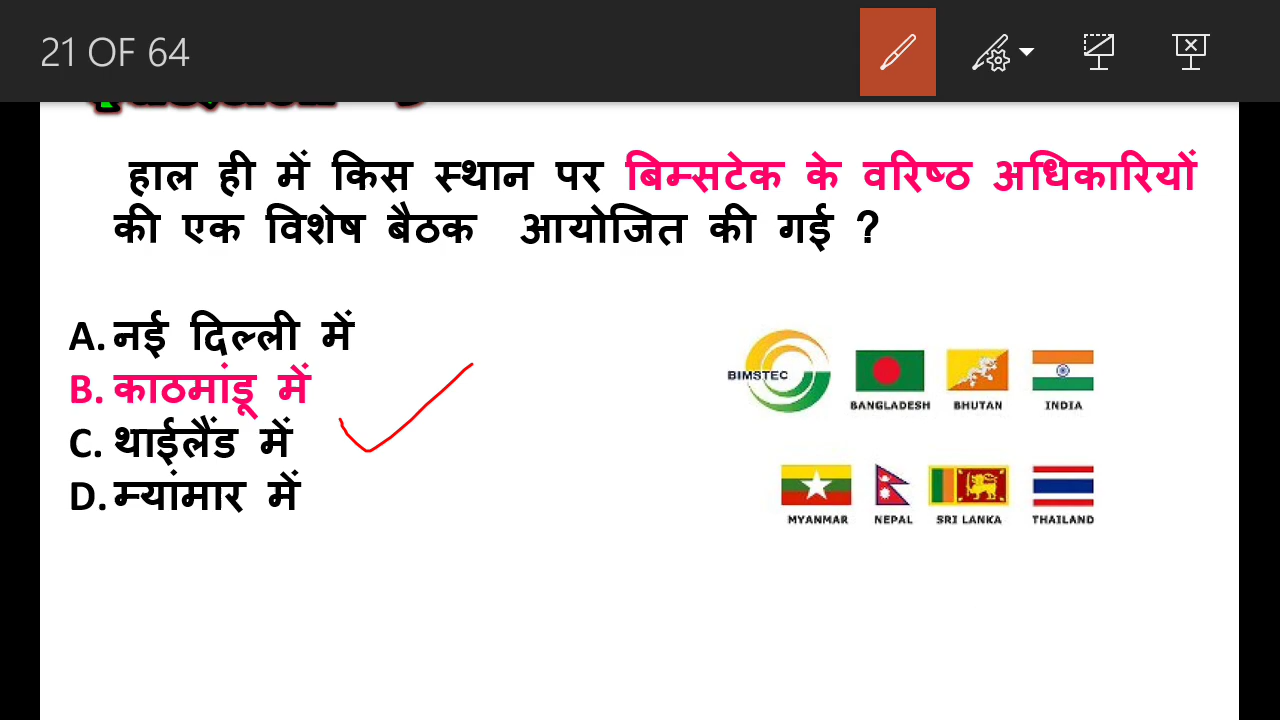 21 OF 64
हाल ही में किस स्थान पर बिम्सटेक के वरिष्ठ अधिकारियों
की एक विशेष बैठक आयोजित की गई ?
A. नई दिल्ली में
B. काठमांडू में
C. थाईलैंड में
D. म्यांमार में
BIMSTEC
BANGLADESH BHUTAN INDIA
MYANMAR NEPAL SRI LANKA THAILAND